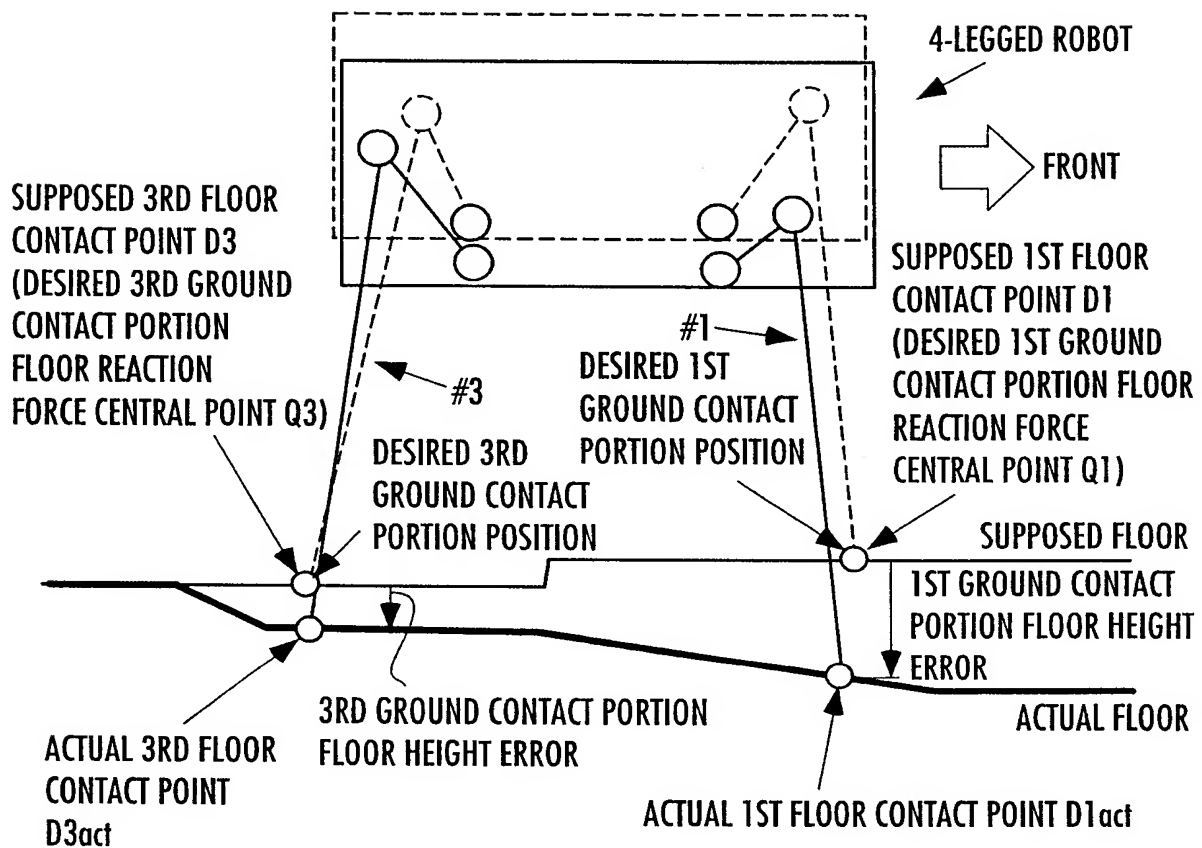 4-LEGGED ROBOT
FRONT
SUPPOSED 3RD FLOOR
CONTACT POINT D3
(DESIRED 3RD GROUND
CONTACT PORTION
FLOOR REACTION
FORCE CENTRAL POINT Q3)
#3
DESIRED 3RD
GROUND CONTACT
PORTION POSITION
#1
DESIRED 1ST
GROUND CONTACT
PORTION POSITION
SUPPOSED 1ST FLOOR
CONTACT POINT D1
(DESIRED 1ST GROUND
CONTACT PORTION FLOOR
REACTION FORCE
CENTRAL POINT Q1)
SUPPOSED FLOOR
1ST GROUND CONTACT
PORTION FLOOR HEIGHT
ERROR
ACTUAL FLOOR
3RD GROUND CONTACT PORTION
FLOOR HEIGHT ERROR
ACTUAL 3RD FLOOR
CONTACT POINT
D3act
ACTUAL 1ST FLOOR CONTACT POINT D1act